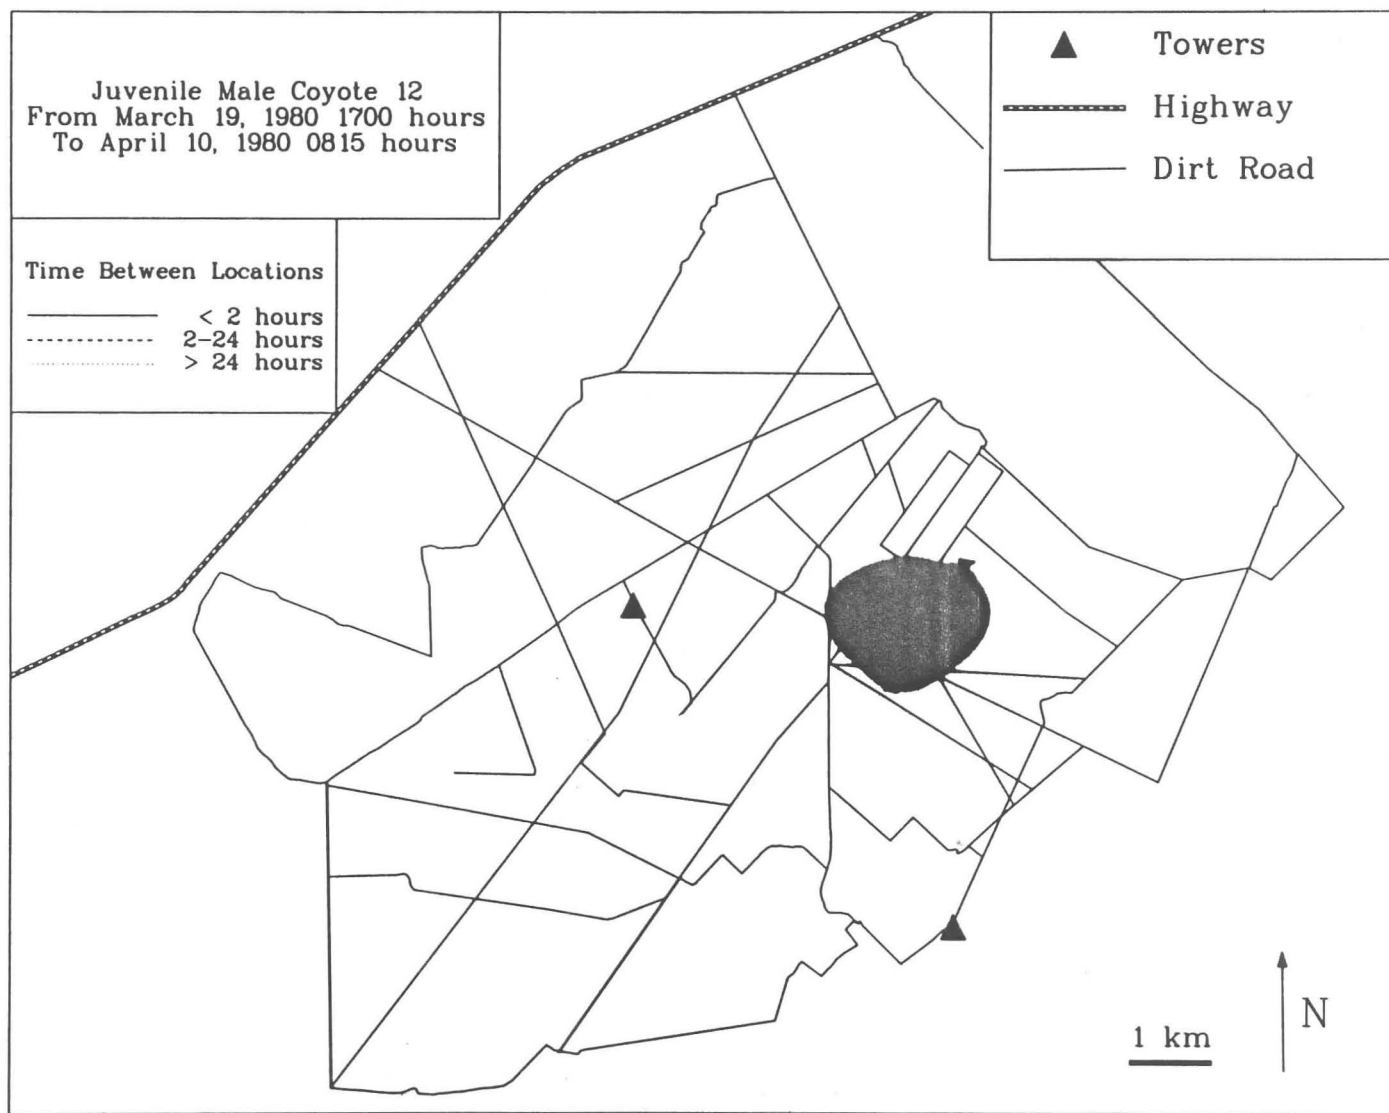 Juvenile Male Coyote 12
From March 19, 1980 1700 hours
To April 10, 1980 0815 hours
Time Between Locations
< 2 hours
2-24 hours
> 24 hours
Towers
Highway
Dirt Road
1 km
N